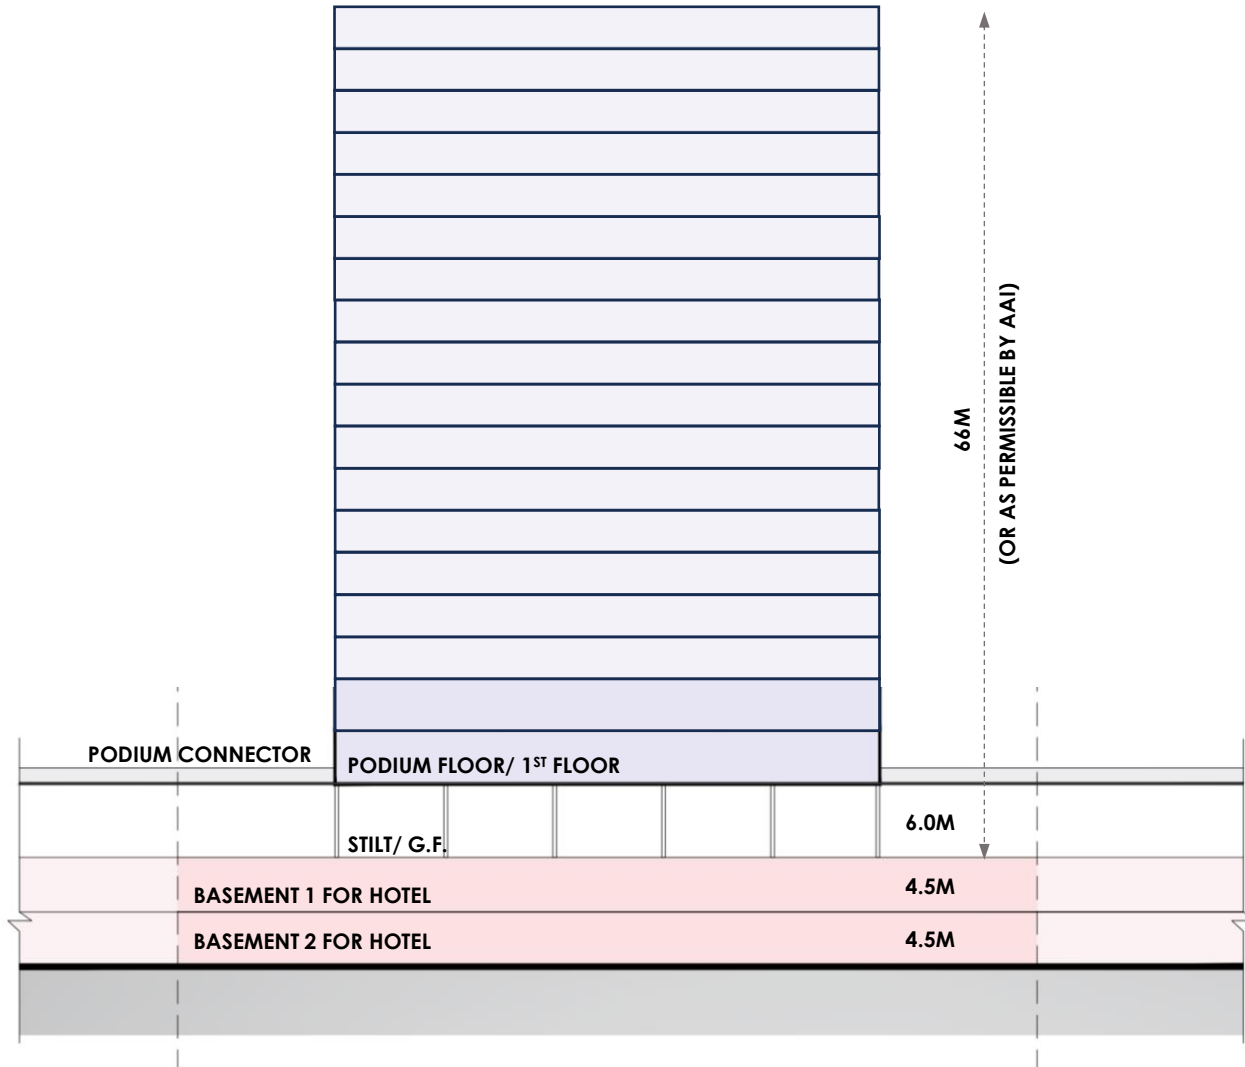 66M
(OR AS PERMISSIBLE BY AAI)
PODIUM CONNECTOR
PODIUM FLOOR/ 1ST FLOOR
6.0M
STILT/ G.F.
BASEMENT 1 FOR HOTEL
4.5M
BASEMENT 2 FOR HOTEL
4.5M